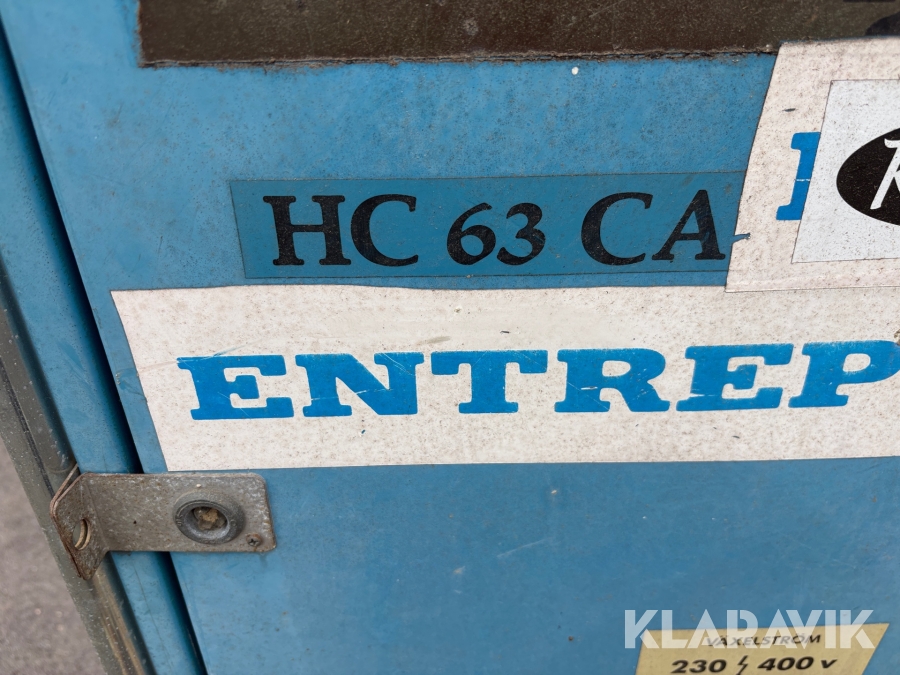 HC 63 CA
ENTREP
KLARAVIK
VÄXELSTRÖM
230 400 V